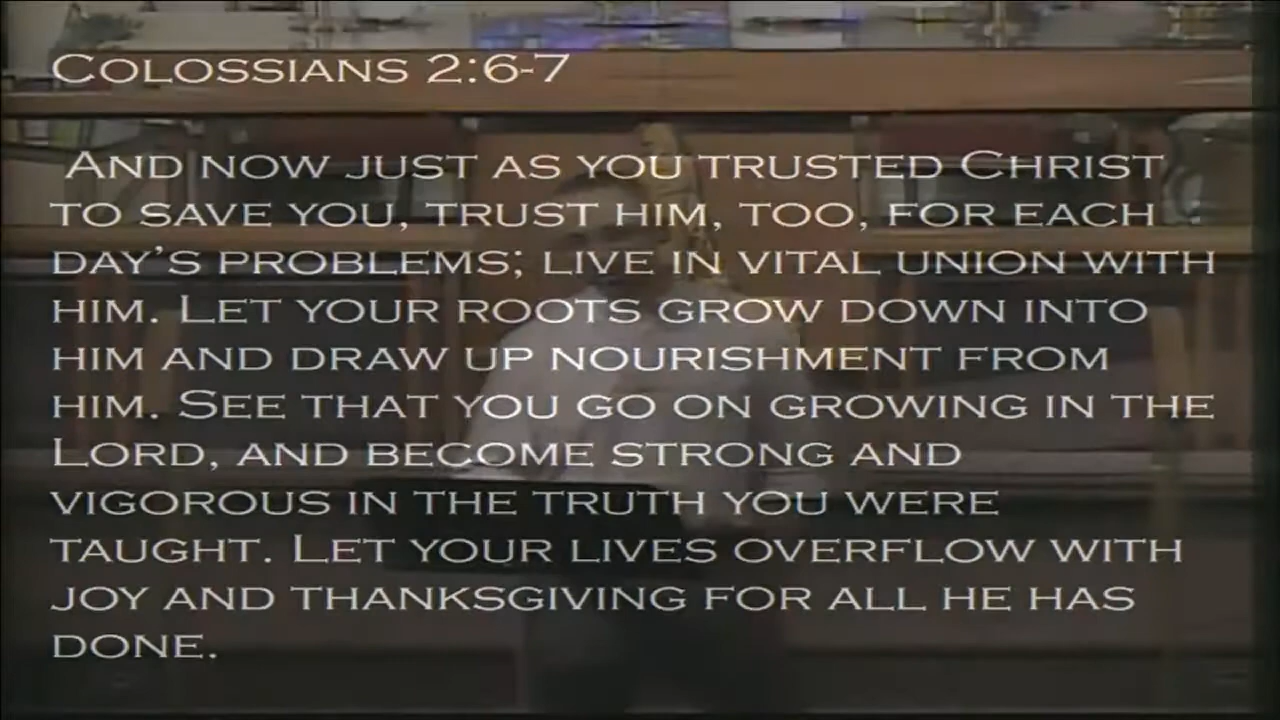 Colossians 2:6-7
And now just as you trusted Christ
to save you, trust him, too, for each
day's problems; live in vital union with
him. Let your roots grow down into
him and draw up nourishment from
him. See that you go on growing in the
Lord, and become strong and
vigorous in the truth you were
taught. Let your lives overflow with
joy and thanksgiving for all he has
done.